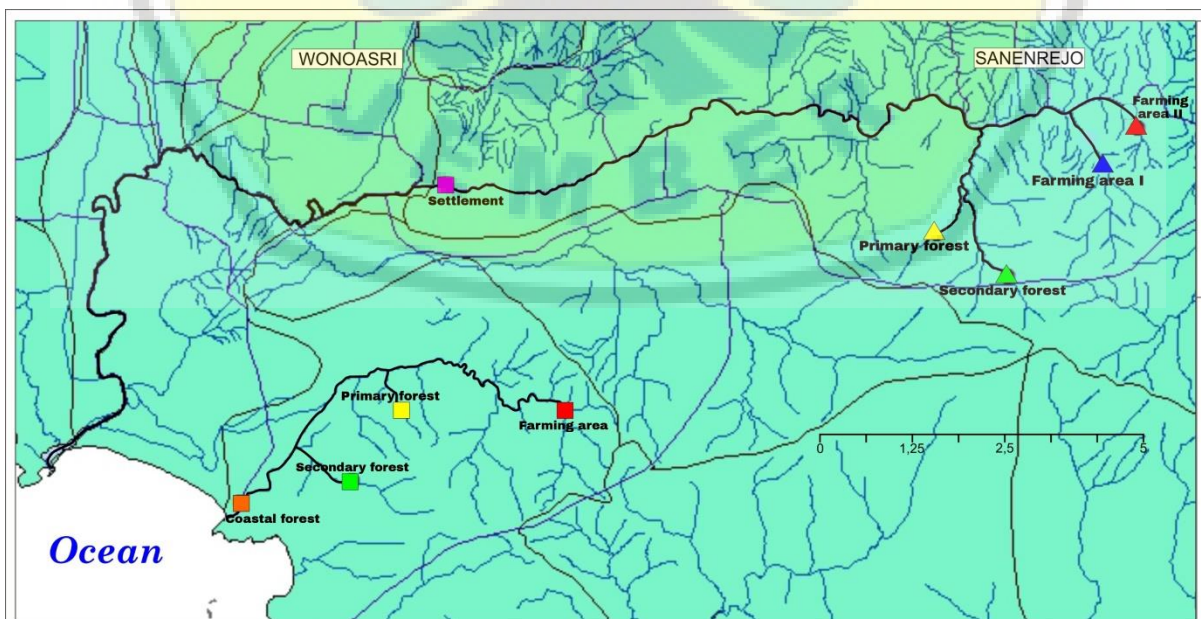 WONOASRI
SANENREJO
JEMBER
Farming
area II
Farming area I
Settlement
Primary forest
Secondary forest
Primary forest
Farming area
Secondary forest
Coastal forest
0 1,25 2,5 5
Ocean